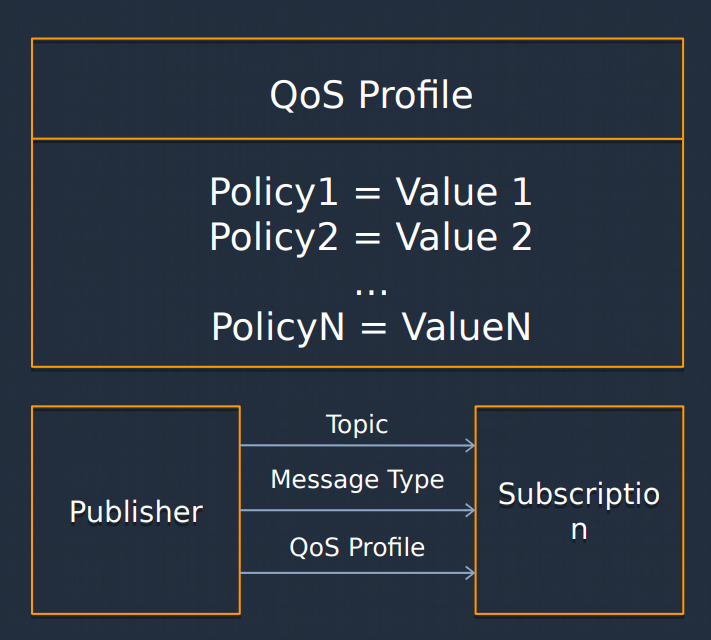 QoS Profile
Policy1 = Value 1
Policy2 = Value 2
...
PolicyN = ValueN
Topic
Message Type
QoS Profile
Publisher
Subscriptio
n